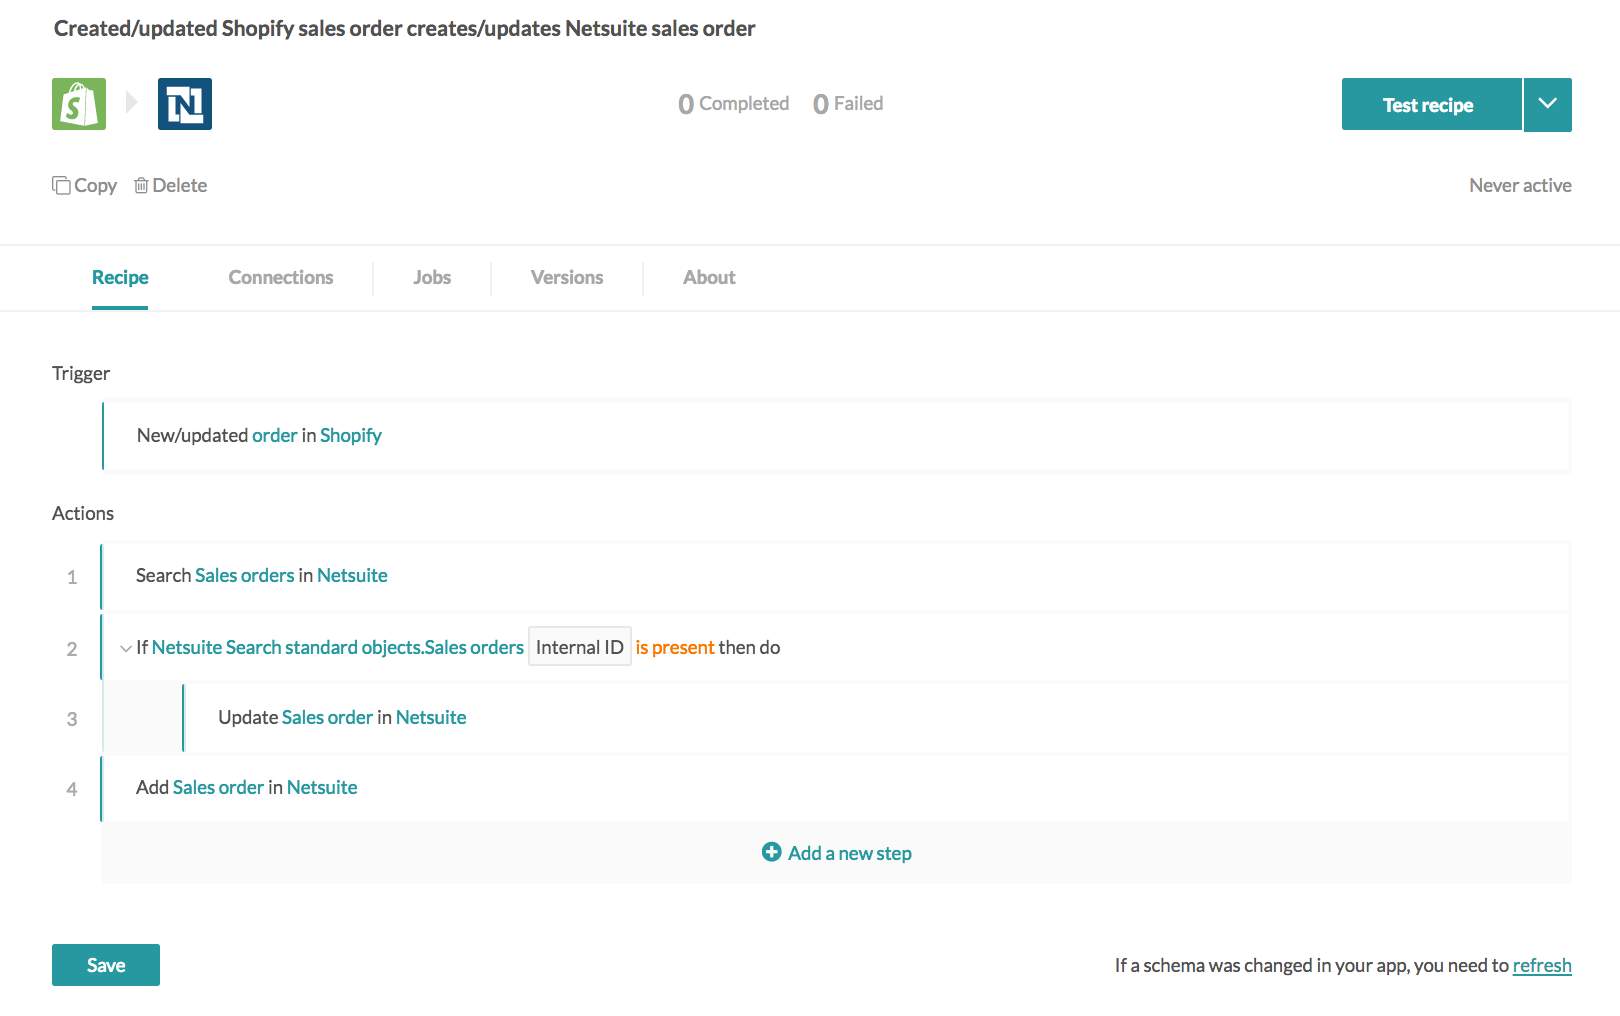 Created/updated Shopify sales order creates/updates Netsuite sales order
S N 0 Completed 0 Failed Test recipe
Copy Delete Never active
Recipe Connections Jobs Versions About
Trigger
New/updated order in Shopify
Actions
1 Search Sales orders in Netsuite
2 If Netsuite Search standard objects.Sales orders Internal ID is present then do
3 Update Sales order in Netsuite
4 Add Sales order in Netsuite
Add a new step
Save If a schema was changed in your app, you need to refresh